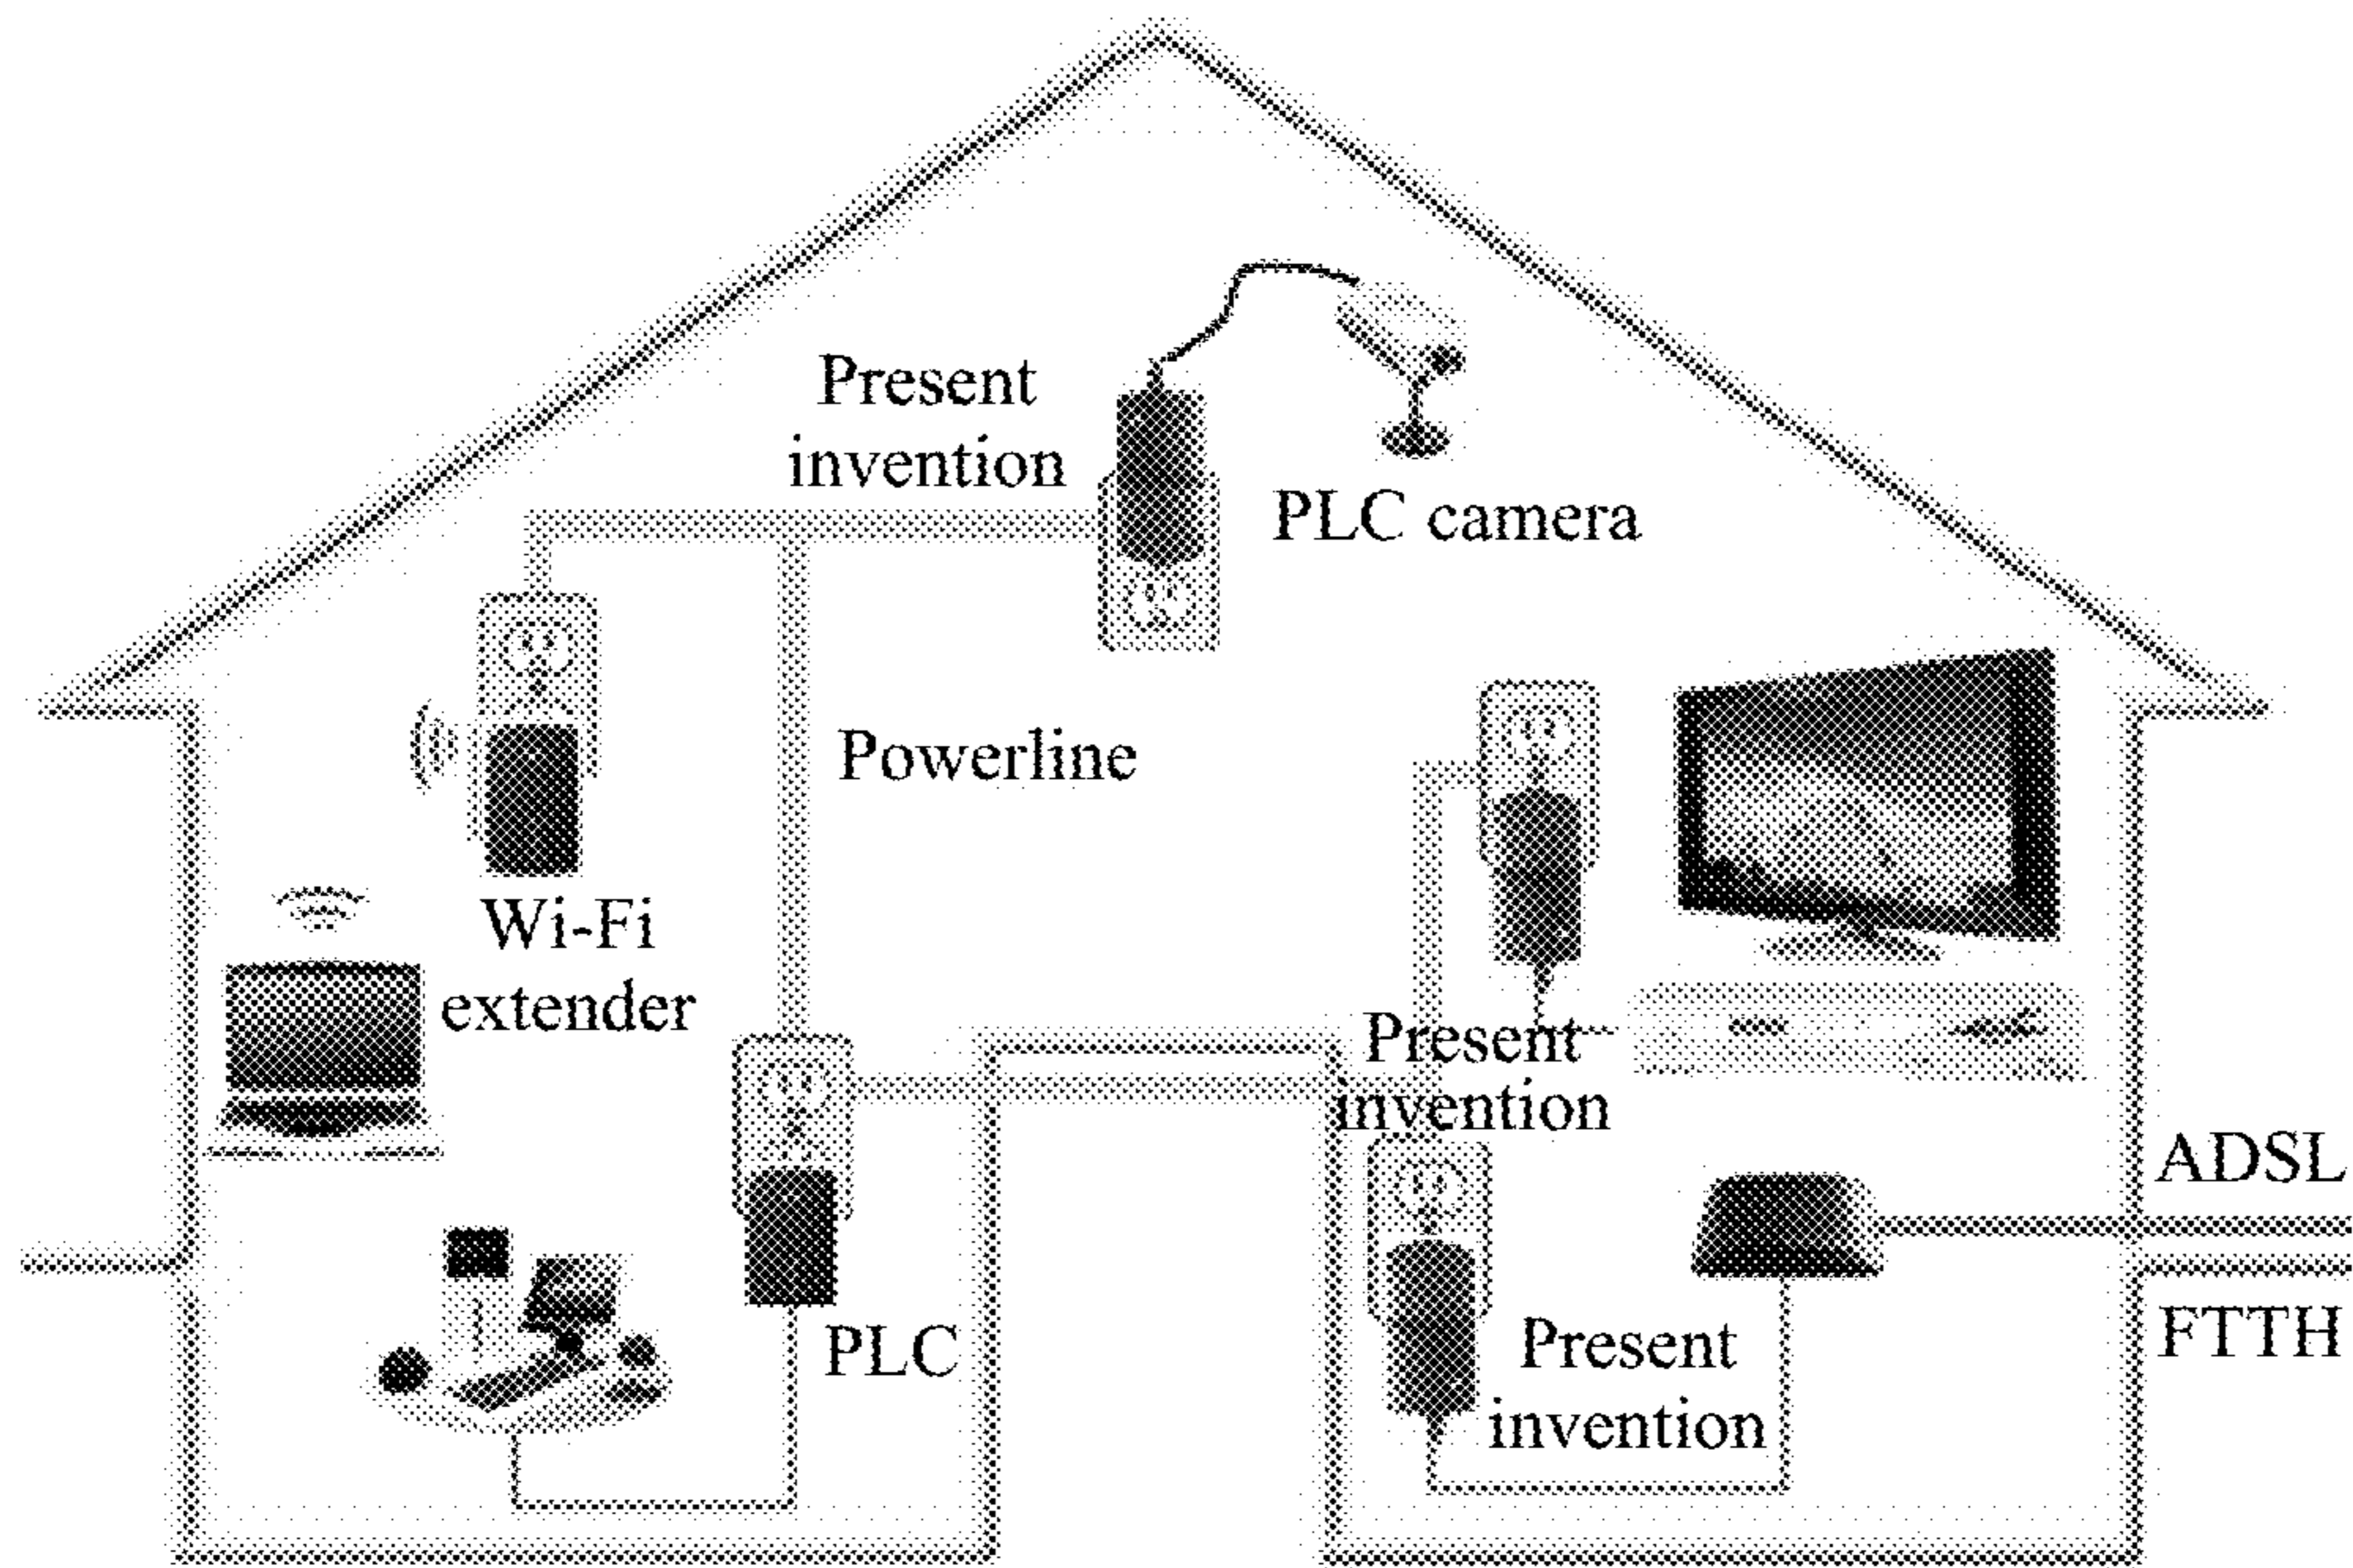 Present
invention
PLC camera
Powerline
Wi-Fi
extender
Present
invention
ADSL
FTTH
PLC
Present
invention